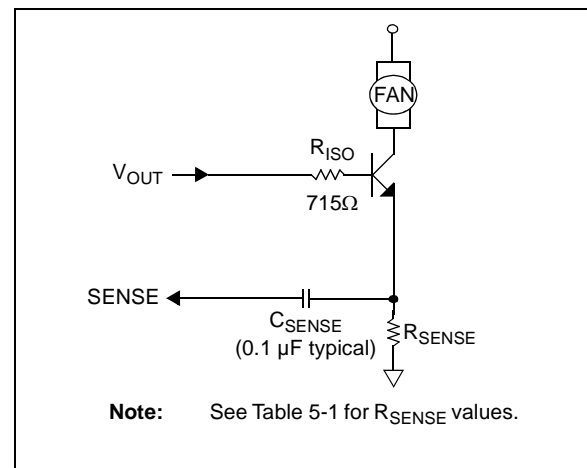 FAN
R_ISO
V_OUT
715Ω
SENSE
C_SENSE
(0.1 µF typical)
R_SENSE
Note: See Table 5-1 for R_SENSE values.